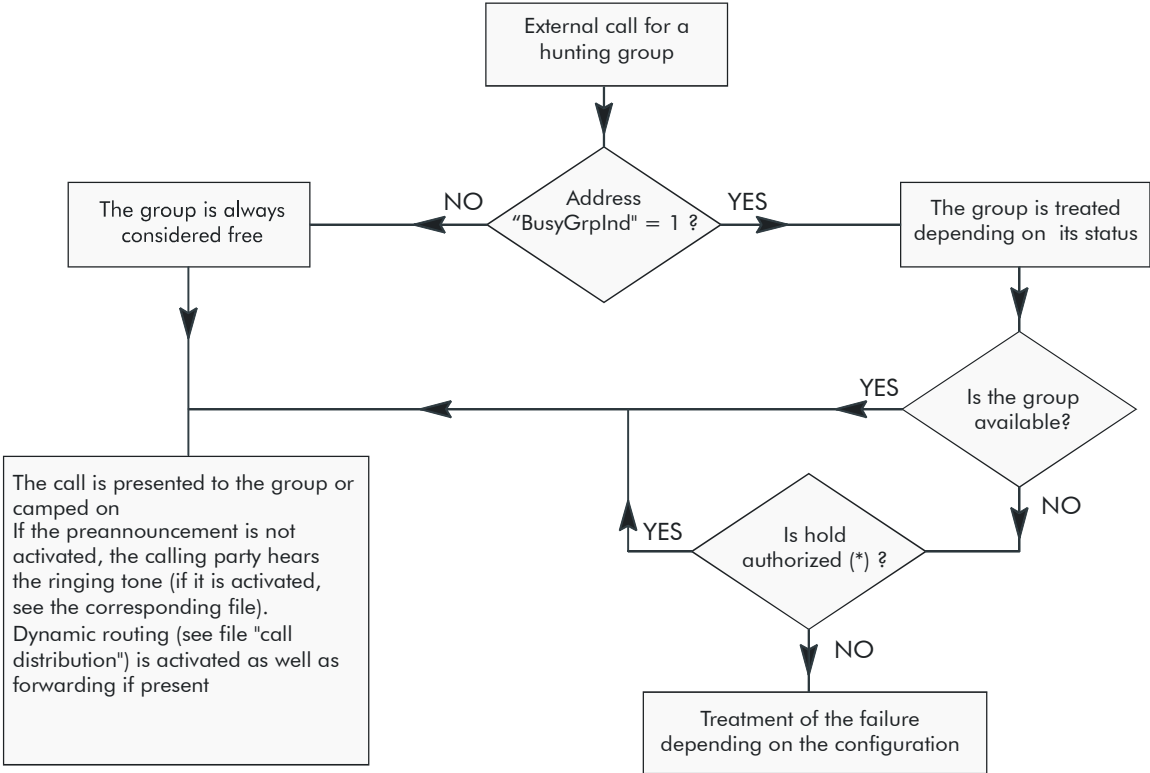 External call for a
hunting group
Address
“BusyGrpInd" = 1 ?
NO
YES
The group is always
considered free
The group is treated
depending on its status
YES
Is the group
available?
NO
The call is presented to the group or
camped on
If the preannouncement is not
activated, the calling party hears
the ringing tone (if it is activated,
see the corresponding file).
Dynamic routing (see file "call
distribution") is activated as well as
forwarding if present
YES
Is hold
authorized (*) ?
NO
Treatment of the failure
depending on the configuration